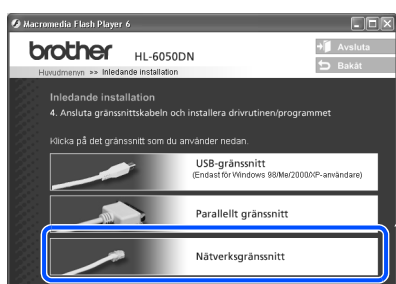 Macromedia Flash Player 6
brother HL-6050DN
Avsluta
Bakåt
Huvudmenyn »» Inledande installation
Inledande installation
4. Ansluta gränssnittskabeln och installera drivrutinen/programmet
Klicka på det gränssnitt som du använder nedan.
USB-gränssnitt
(Endast för Windows 98/Me/2000/XP-användare)
Parallellt gränssnitt
Nätverksgränssnitt